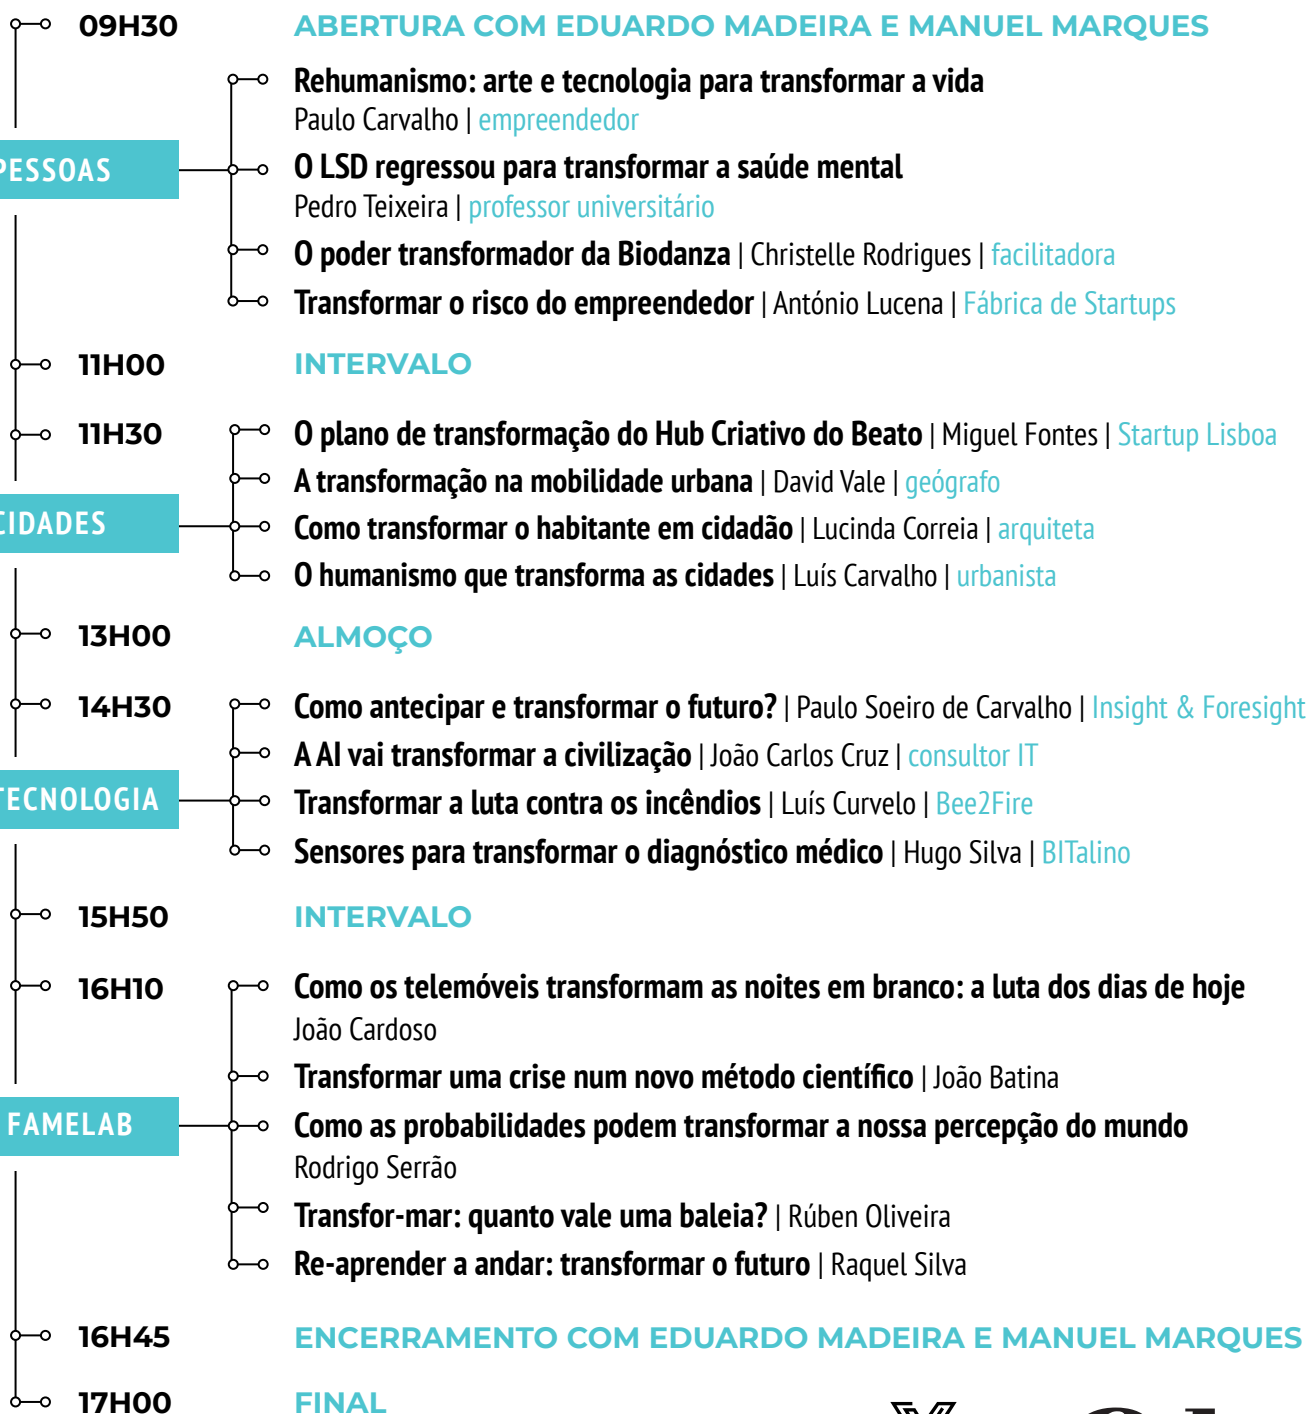 09H30 ABERTURA COM EDUARDO MADEIRA E MANUEL MARQUES
Rehumanismo: arte e tecnologia para transformar a vida
Paulo Carvalho | empreendedor
PESSOAS
O LSD regressou para transformar a saúde mental
Pedro Teixeira | professor universitário
O poder transformador da Biodanza | Christelle Rodrigues | facilitadora
Transformar o risco do empreendedor | António Lucena | Fábrica de Startups
11H00 INTERVALO
11H30 O plano de transformação do Hub Criativo do Beato | Miguel Fontes | Startup Lisboa
A transformação na mobilidade urbana | David Vale | geógrafo
CIDADES
Como transformar o habitante em cidadão | Lucinda Correia | arquiteta
O humanismo que transforma as cidades | Luís Carvalho | urbanista
13H00 ALMOÇO
14H30 Como antecipar e transformar o futuro? | Paulo Soeiro de Carvalho | Insight & Foresight
A AI vai transformar a civilização | João Carlos Cruz | consultor IT
TECNOLOGIA
Transformar a luta contra os incêndios | Luís Curvelo | Bee2Fire
Sensores para transformar o diagnóstico médico | Hugo Silva | BITalino
15H50 INTERVALO
16H10 Como os telemóveis transformam as noites em branco: a luta dos dias de hoje
João Cardoso
Transformar uma crise num novo método científico | João Batina
FAMELAB
Como as probabilidades podem transformar a nossa percepção do mundo
Rodrigo Serrão
Transfor-mar: quanto vale uma baleia? | Rúben Oliveira
Re-aprender a andar: transformar o futuro | Raquel Silva
16H45 ENCERRAMENTO COM EDUARDO MADEIRA E MANUEL MARQUES
17H00 FINAL